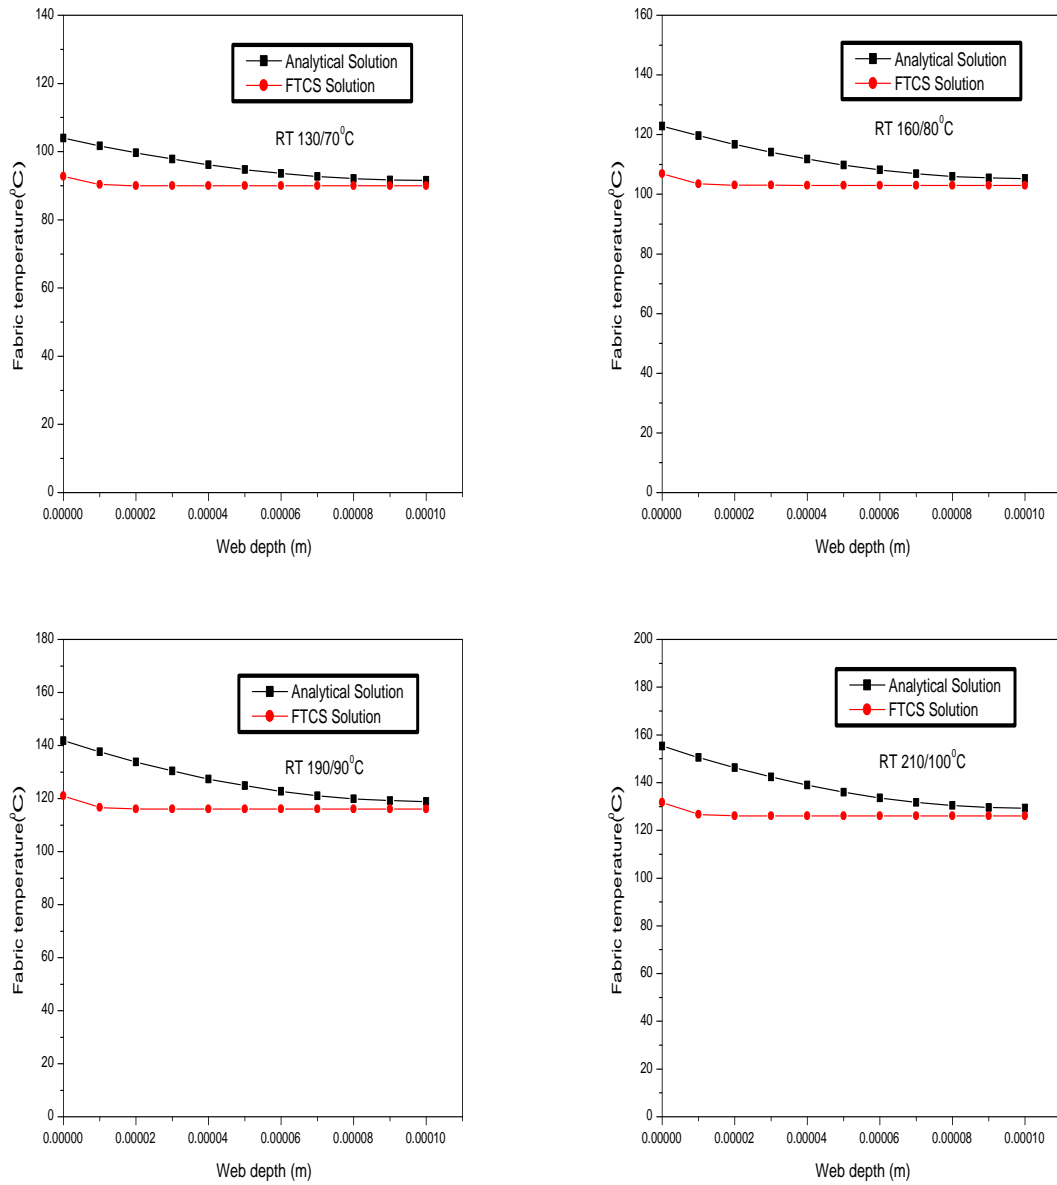 140
120
100
80
60
40
20
0
Fabric temperature(⁰C)
Analytical Solution
FTCS Solution
RT 130/70⁰C
0.00000 0.00002 0.00004 0.00006 0.00008 0.00010
Web depth (m)
160
140
120
100
80
60
40
20
0
Fabric temperature(⁰C)
Analytical Solution
FTCS Solution
RT 160/80⁰C
0.00000 0.00002 0.00004 0.00006 0.00008 0.00010
Web depth (m)
180
160
140
120
100
80
60
40
20
0
Fabric temperature(⁰C)
Analytical Solution
FTCS Solution
RT 190/90⁰C
0.00000 0.00002 0.00004 0.00006 0.00008 0.00010
Web depth (m)
200
180
160
140
120
100
80
60
40
20
0
Fabric temperature(⁰C)
Analytical Solution
FTCS Solution
RT 210/100⁰C
0.00000 0.00002 0.00004 0.00006 0.00008 0.00010
Web depth (m)